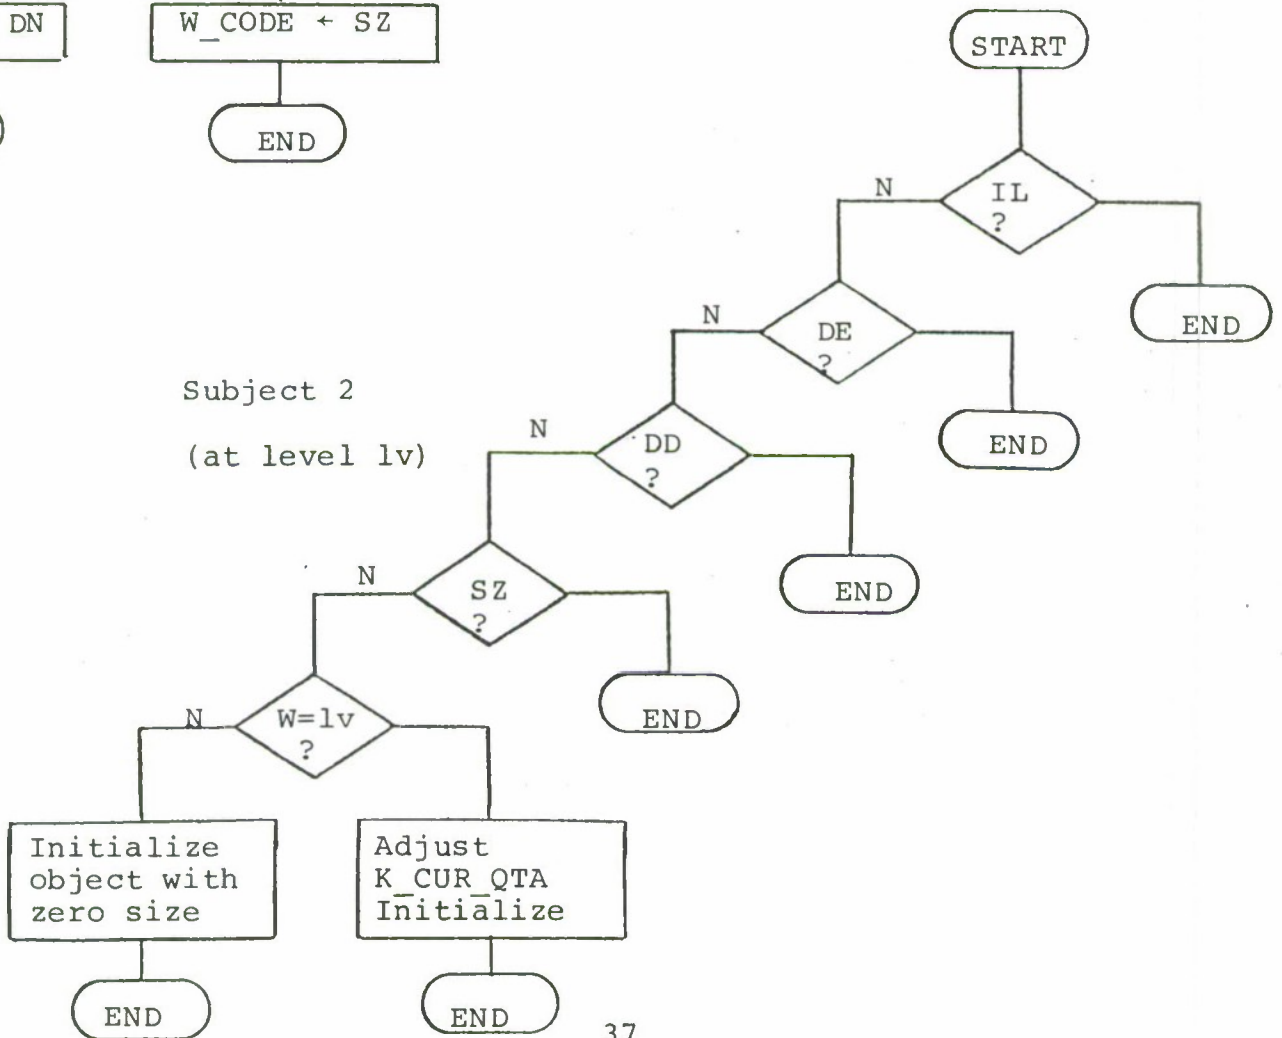 DN
W_CODE ← SZ
END
START
IL
?
N
END
DE
?
N
END
Subject 2
(at level lv)
DD
?
N
END
SZ
?
N
END
W=lv
?
N
Initialize
object with
zero size
END
Adjust
K_CUR_QTA
Initialize
END
37